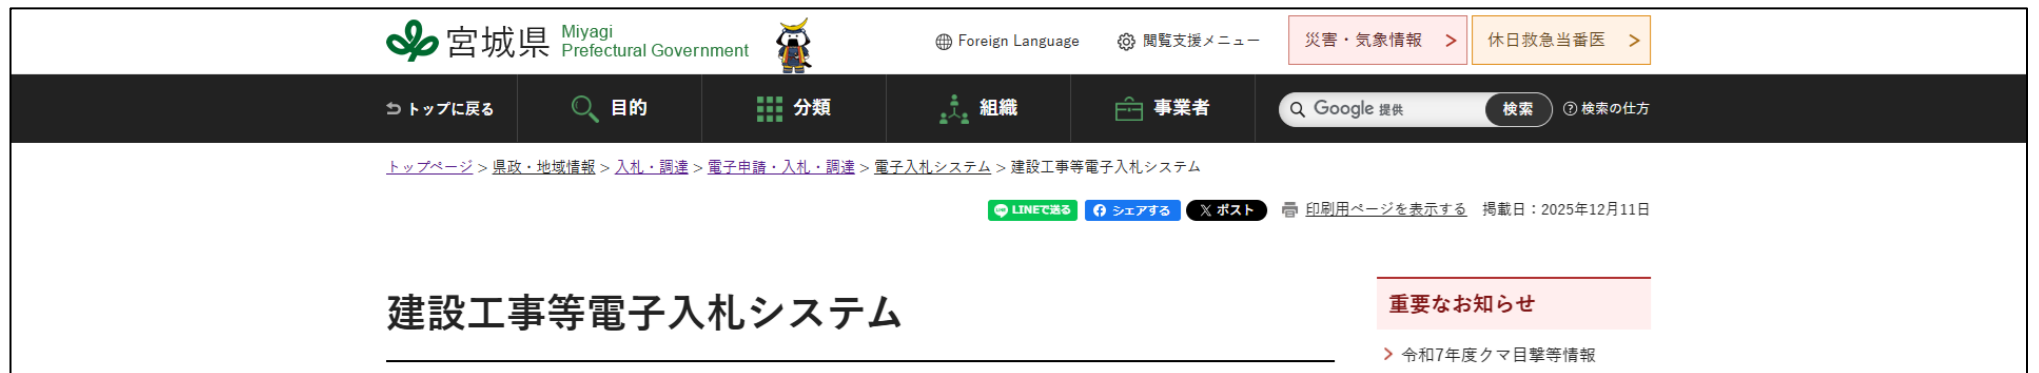 宮城県 Miyagi Prefectural Government
Foreign Language
閲覧支援メニュー
災害・気象情報 >
休日救急当番医 >
トップに戻る
目的
分類
組織
事業者
Google 提供
検索
検索の仕方
トップページ > 県政・地域情報 > 入札・調達 > 電子申請・入札・調達 > 電子入札システム > 建設工事等電子入札システム
LINEで送る
シェアする
ポスト
印刷用ページを表示する
掲載日：2025年12月11日
建設工事等電子入札システム
重要なお知らせ
令和7年度クマ目撃等情報